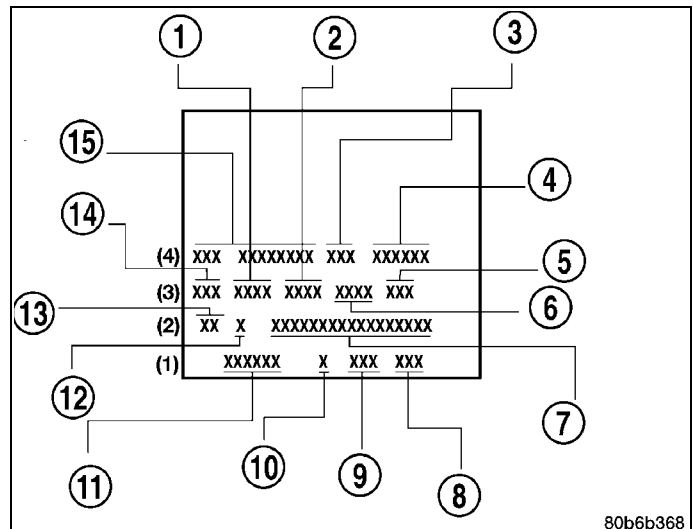 1 2 3
15 4
14
(4) XXX XXXXXXXX XXX XXXXXX
5
(3) XXX XXXX XXXX XXXX XXX
13 6
(2) XX X XXXXXXXXXXXXXXXXX
(1) XXXXXX X XXX XXX
12 7
11 10 9 8
80b6b368